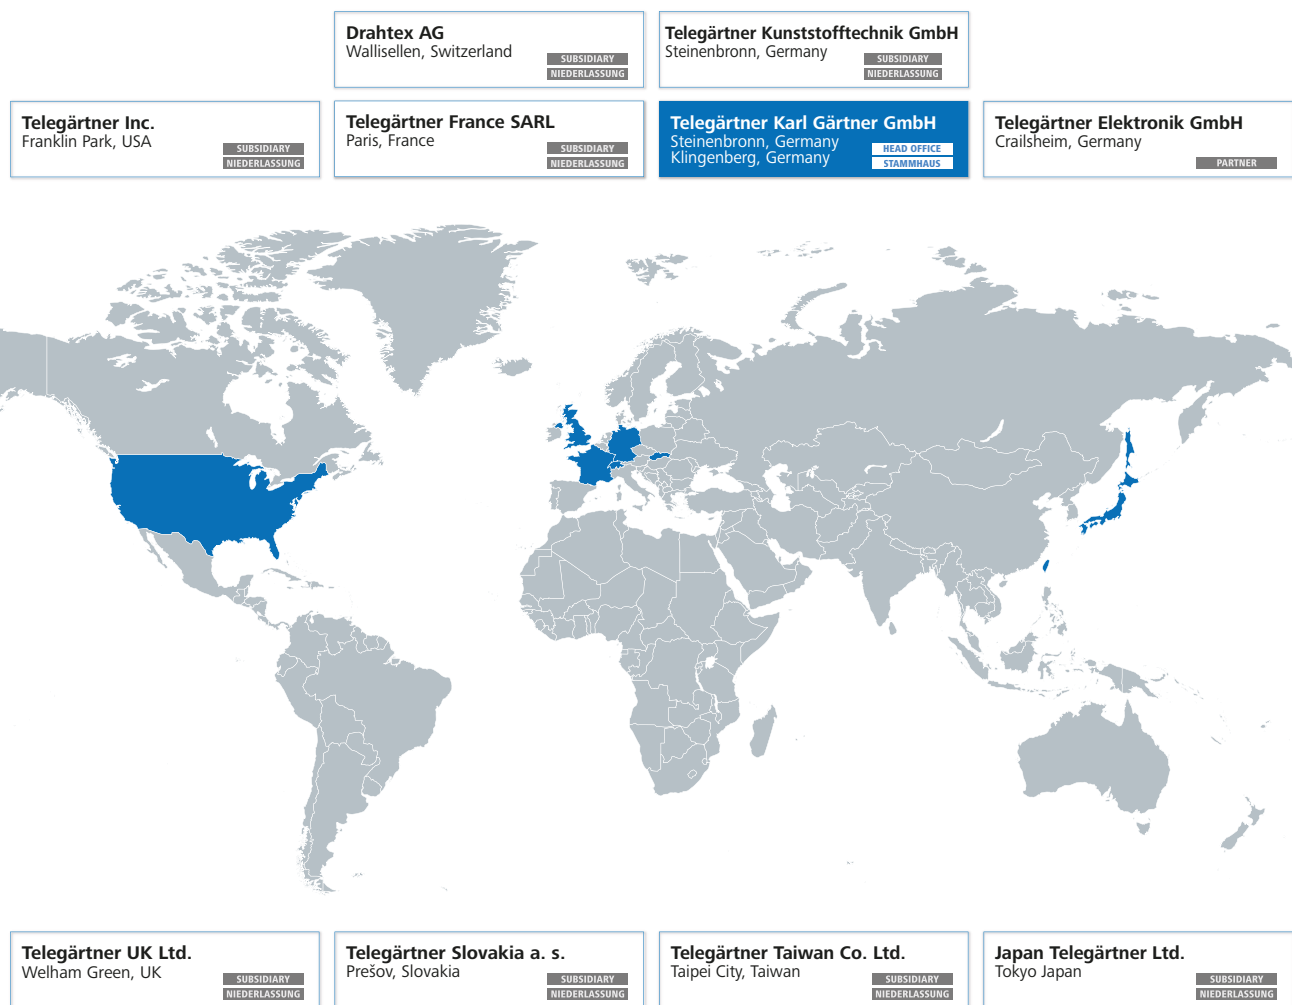 Drahtex AG
Wallisellen, Switzerland
SUBSIDIARY
NIEDERLASSUNG
Telegärtner Kunststofftechnik GmbH
Steinenbronn, Germany
SUBSIDIARY
NIEDERLASSUNG
Telegärtner Inc.
Franklin Park, USA
SUBSIDIARY
NIEDERLASSUNG
Telegärtner France SARL
Paris, France
SUBSIDIARY
NIEDERLASSUNG
Telegärtner Karl Gärtner GmbH
Steinenbronn, Germany
Klingenberg, Germany
HEAD OFFICE
STAMMHAUS
Telegärtner Elektronik GmbH
Crailsheim, Germany
PARTNER
Telegärtner UK Ltd.
Welham Green, UK
SUBSIDIARY
NIEDERLASSUNG
Telegärtner Slovakia a. s.
Prešov, Slovakia
SUBSIDIARY
NIEDERLASSUNG
Telegärtner Taiwan Co. Ltd.
Taipei City, Taiwan
SUBSIDIARY
NIEDERLASSUNG
Japan Telegärtner Ltd.
Tokyo Japan
SUBSIDIARY
NIEDERLASSUNG